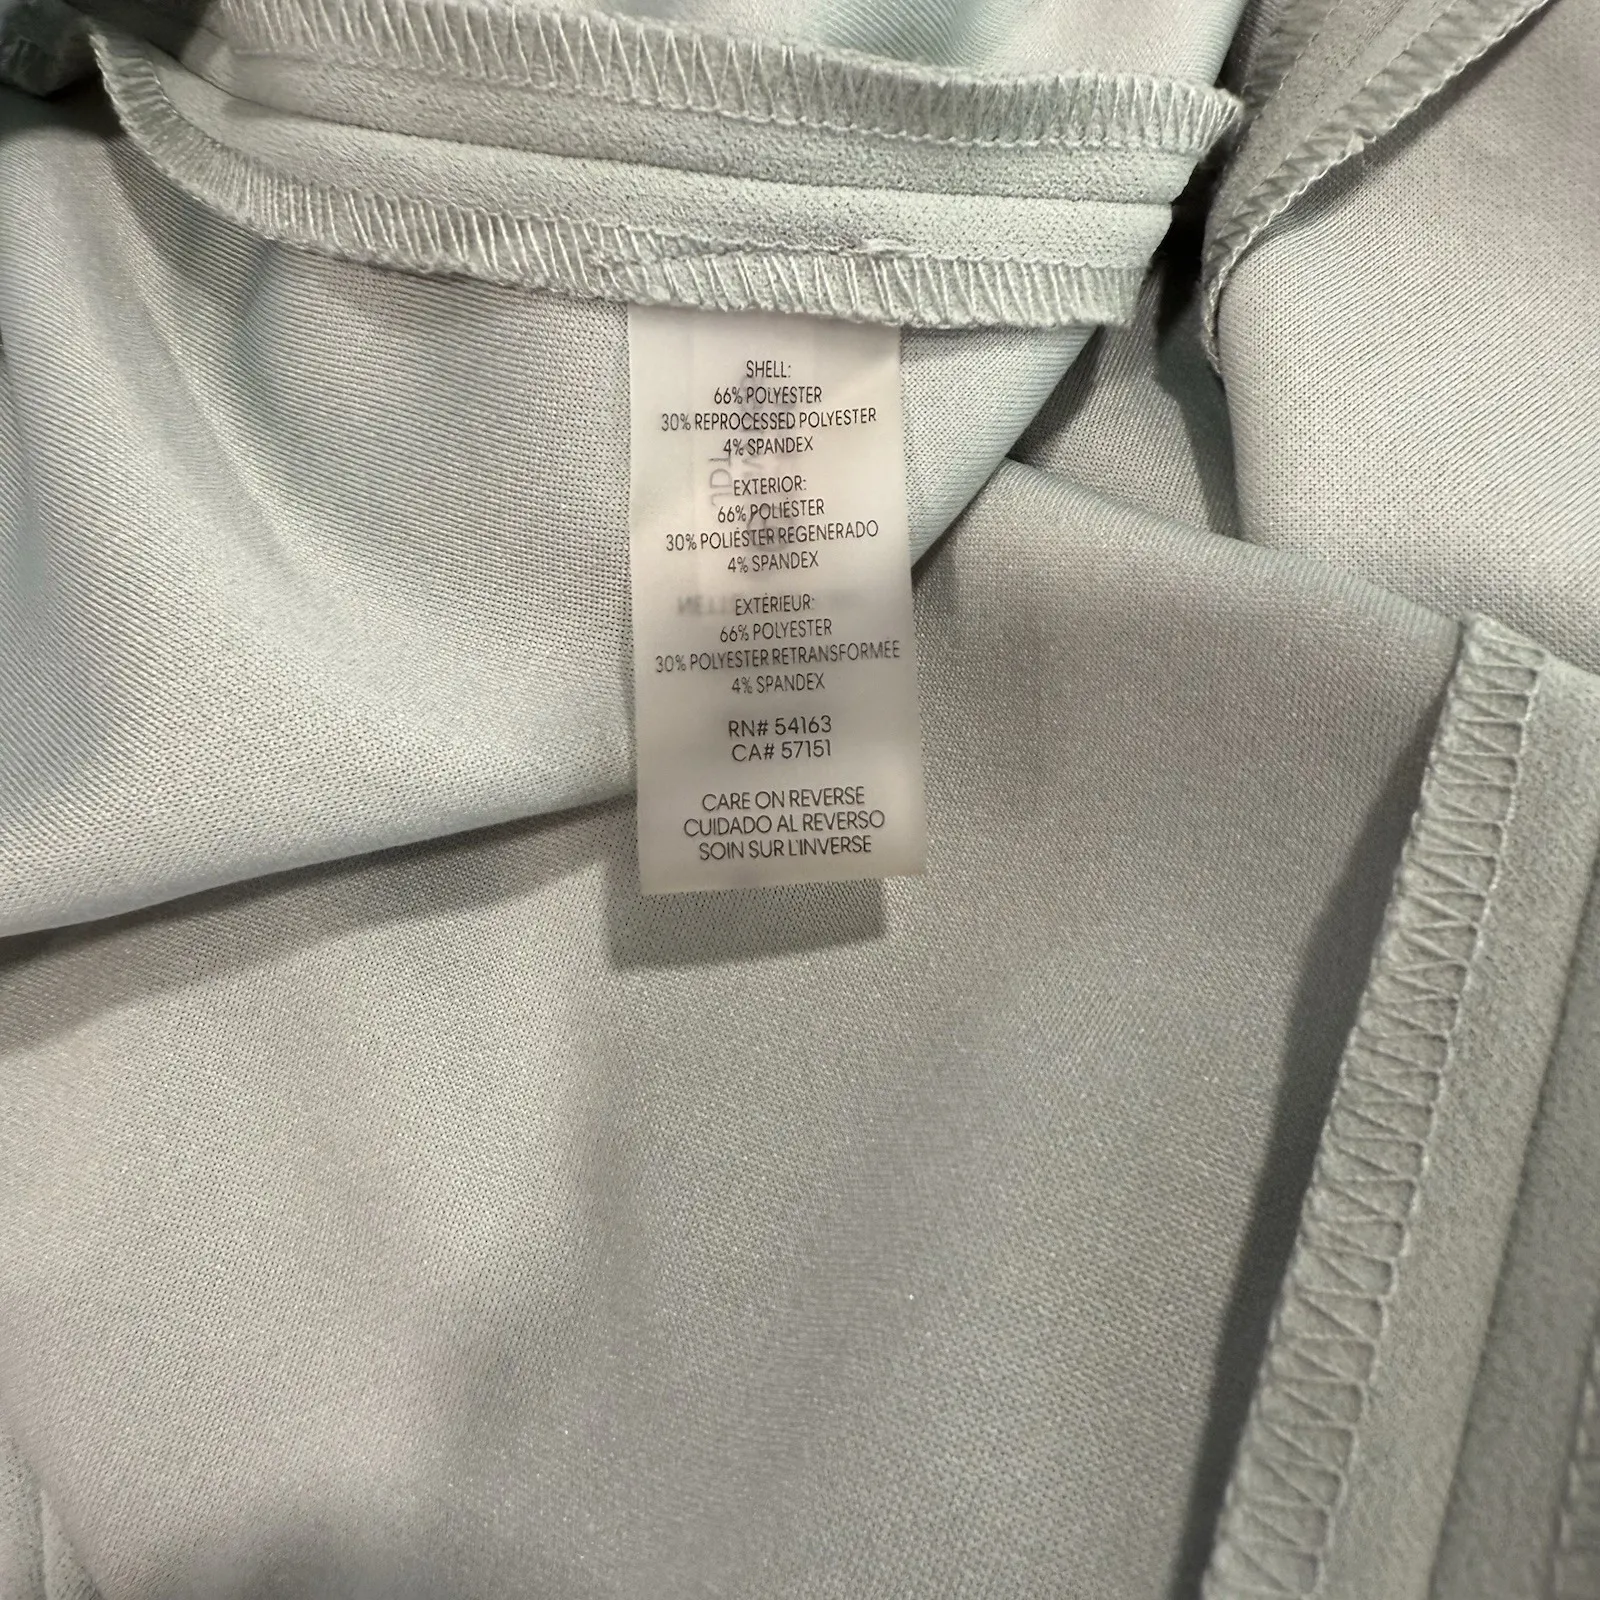 SHELL:
66% POLYESTER
30% REPROCESSED POLYESTER
4% SPANDEX
EXTERIOR:
66% POLIÉSTER
30% POLIÉSTER REGENERADO
4% SPANDEX
EXTÉRIEUR:
66% POLYESTER
30% POLYESTER RETRANSFORMÉE
4% SPANDEX
RN# 54163
CA# 57151
CARE ON REVERSE
CUIDADO AL REVERSO
SOIN SUR L'INVERSE